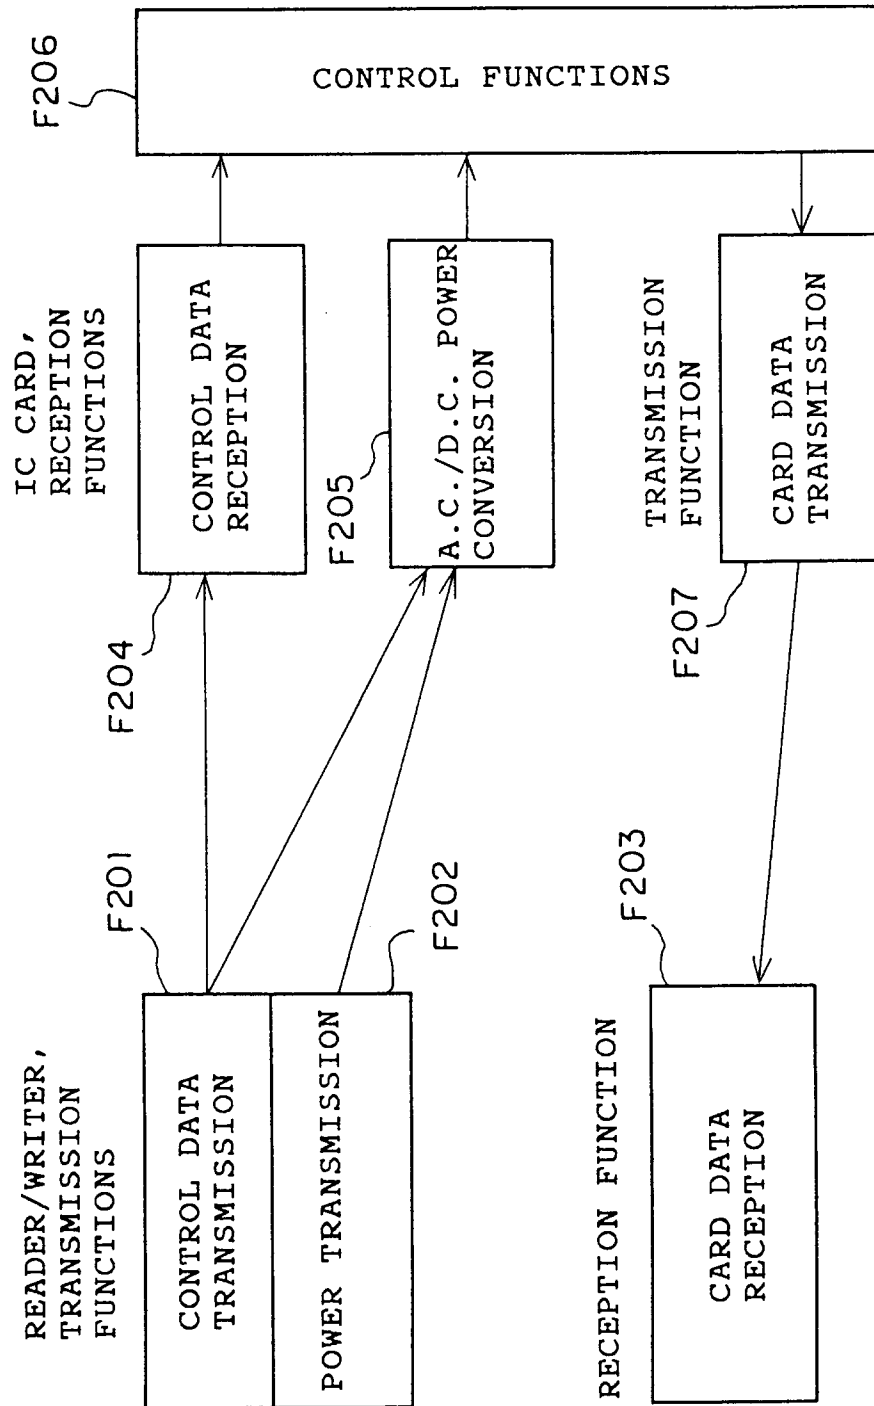 READER/WRITER,
TRANSMISSION
FUNCTIONS
F201
CONTROL DATA
TRANSMISSION
POWER TRANSMISSION
F202
IC CARD,
RECEPTION
FUNCTIONS
F204
CONTROL DATA
RECEPTION
F205
A.C./D.C. POWER
CONVERSION
F206
CONTROL FUNCTIONS
RECEPTION FUNCTION
F203
CARD DATA
RECEPTION
TRANSMISSION
FUNCTION
F207
CARD DATA
TRANSMISSION